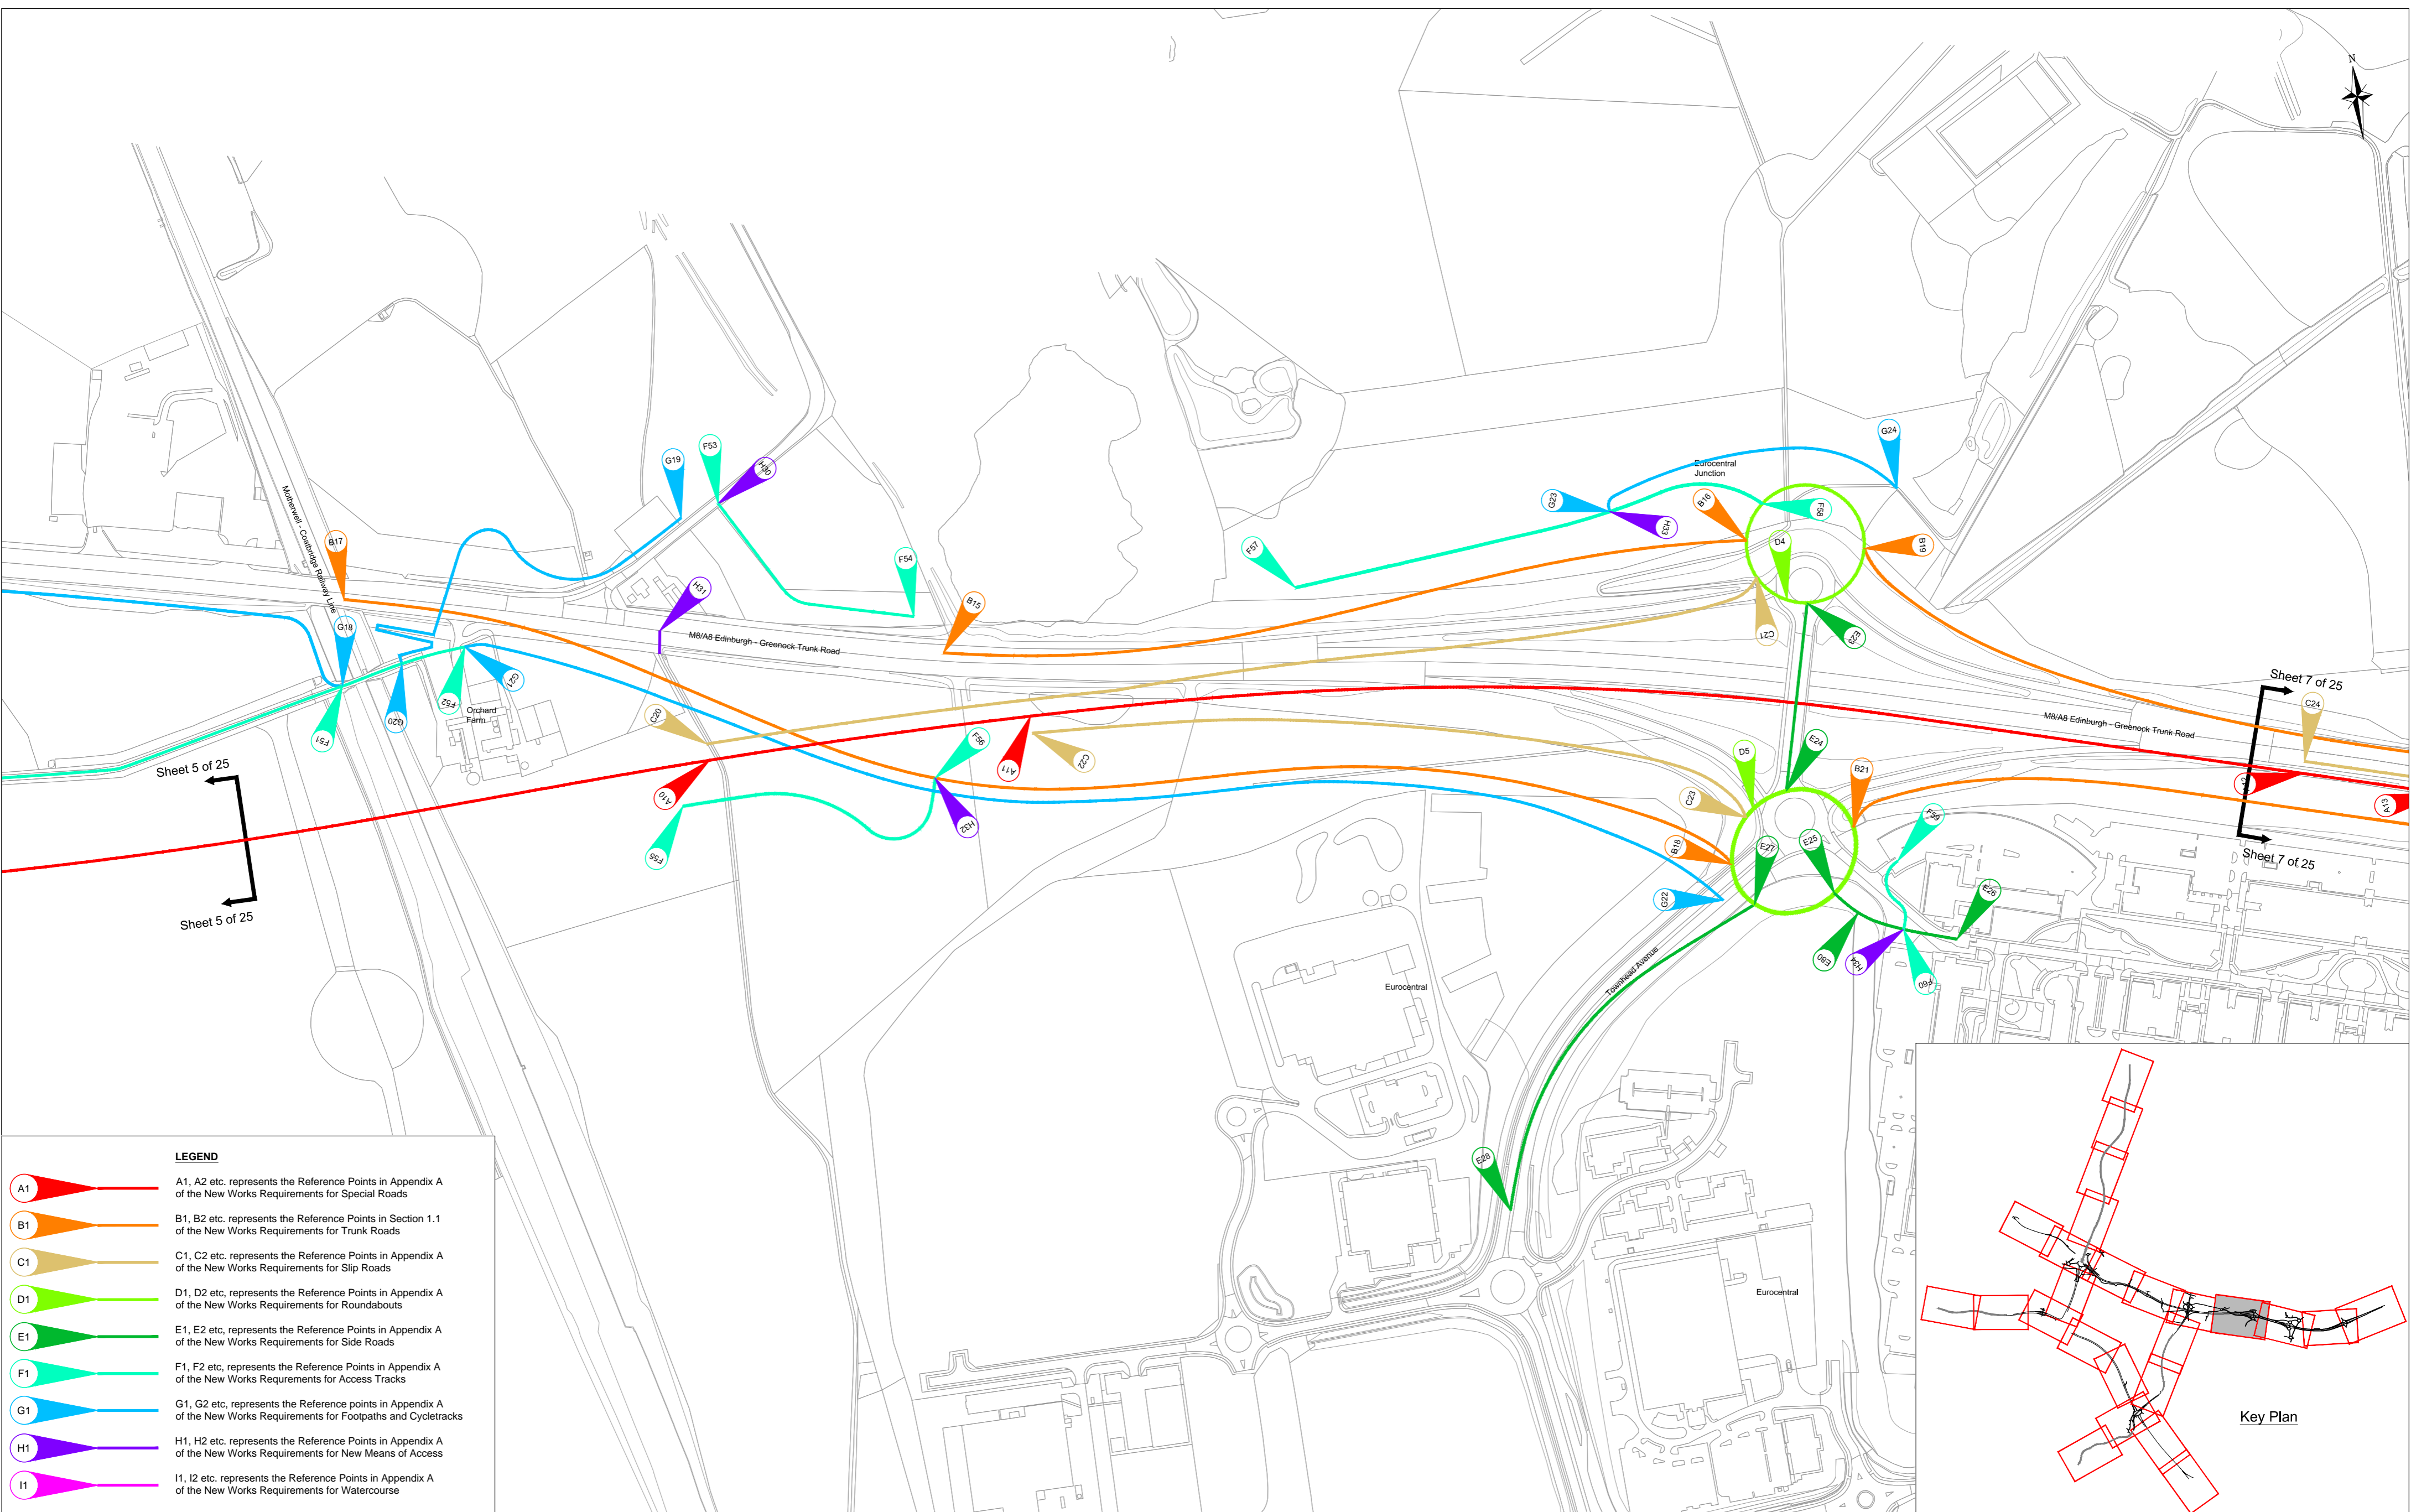 N
G24
G19
F53
H30
Eurocentral
Junction
G23
B16
H33
F58
B17
F57
D4
B19
F54
H31
B15
Motherwell - Coatbridge Railway Line
G18
M8/A8 Edinburgh - Greenock Trunk Road
C21
E23
G21
F52
Orchard
Farm
G20
F51
C20
Sheet 7 of 25
C24
M8/A8 Edinburgh - Greenock Trunk Road
F56
A11
C22
D5
E24
B21
Sheet 5 of 25
A10
C23
A13
H32
F59
F55
B18
E27
E25
Sheet 7 of 25
G22
E26
Sheet 5 of 25
Townhead Avenue
E80
H34
F60
Eurocentral
E28
Eurocentral
LEGEND
A1
A1, A2 etc. represents the Reference Points in Appendix A
of the New Works Requirements for Special Roads
B1
B1, B2 etc. represents the Reference Points in Section 1.1
of the New Works Requirements for Trunk Roads
C1
C1, C2 etc. represents the Reference Points in Appendix A
of the New Works Requirements for Slip Roads
D1
D1, D2 etc, represents the Reference Points in Appendix A
of the New Works Requirements for Roundabouts
E1
E1, E2 etc, represents the Reference Points in Appendix A
of the New Works Requirements for Side Roads
F1
F1, F2 etc, represents the Reference Points in Appendix A
of the New Works Requrements for Access Tracks
G1
G1, G2 etc, represents the Reference points in Appendix A
of the New Works Requirements for Footpaths and Cycletracks
H1
H1, H2 etc. represents the Reference Points in Appendix A
of the New Works Requirements for New Means of Access
I1
I1, I2 etc. represents the Reference Points in Appendix A
of the New Works Requirements for Watercourse
Key Plan